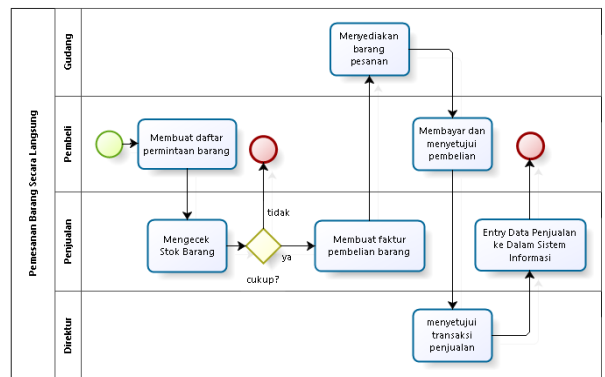 Pemesanan Barang Secara Langsung
Gudang
Menyediakan
barang
pesanan
Pembeli
Membuat daftar
permintaan barang
Membayar dan
menyetujui
pembelian
Penjualan
Mengecek
Stok Barang
tidak
ya
cukup?
Membuat faktur
pembelian barang
Entry Data Penjualan
ke Dalam Sistem
Informasi
Direktur
menyetujui
transaksi
penjualan